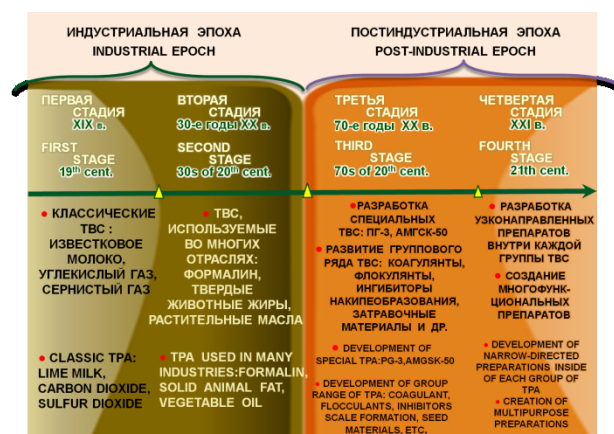 ИНДУСТРИАЛЬНАЯ ЭПОХА
INDUSTRIAL EPOCH
ПОСТИНДУСТРИАЛЬНАЯ ЭПОХА
POST-INDUSTRIAL EPOCH
ПЕРВАЯ
СТАДИЯ
XIX в.
FIRST
STAGE
19th cent.
ВТОРАЯ
СТАДИЯ
30-е годы XX в.
SECOND
STAGE
30s of 20th cent.
ТРЕТЬЯ
СТАДИЯ
70-е годы XX в.
THIRD
STAGE
70s of 20th cent.
ЧЕТВЕРТАЯ
СТАДИЯ
XXI в.
FOURTH
STAGE
21th cent.
• КЛАССИЧЕСКИЕ
ТВС :
ИЗВЕСТКОВОЕ
МОЛОКО,
УГЛЕКИСЛЫЙ ГАЗ,
СЕРНИСТЫЙ ГАЗ
• CLASSIC TPA:
LIME MILK,
CARBON DIOXIDE,
SULFUR DIOXIDE
• ТВС,
ИСПОЛЬЗУЕМЫЕ
ВО МНОГИХ
ОТРАСЛЯХ:
ФОРМАЛИН,
ТВЕРДЫЕ
ЖИВОТНЫЕ ЖИРЫ,
РАСТИТЕЛЬНЫЕ МАСЛА
• TPA USED IN MANY
INDUSTRIES:FORMALIN,
SOLID ANIMAL FAT,
VEGETABLE OIL
•РАЗРАБОТКА
СПЕЦИАЛЬНЫХ
ТВС: ПГ-3, АМГСК-50
• РАЗВИТИЕ ГРУППОВОГО
РЯДА ТВС: КОАГУЛЯНТЫ,
ФЛОКУЛЯНТЫ,
ИНГИБИТОРЫ
НАКИПЕОБРАЗОВАНИЯ,
ЗАТРАВОЧНЫЕ
МАТЕРИАЛЫ И ДР.
• DEVELOPMENT OF
SPECIAL TPA:PG-3,AMGSK-50
• DEVELOPMENT OF GROUP
RANGE OF TPA: COAGULANT,
FLOCCULANTS, INHIBITORS
SCALE FORMATION, SEED
MATERIALS, ETC.
• РАЗРАБОТКА
УЗКОНАПРАВЛЕННЫХ
ПРЕПАРАТОВ
ВНУТРИ КАЖДОЙ
ГРУППЫ ТВС
• СОЗДАНИЕ
МНОГОФУНК-
ЦИОНАЛЬНЫХ
ПРЕПАРАТОВ
• DEVELOPMENT OF
NARROW-DIRECTED
PREPARATIONS INSIDE
OF EACH GROUP OF
TPA
• CREATION OF
MULTIPURPOSE
PREPARATIONS